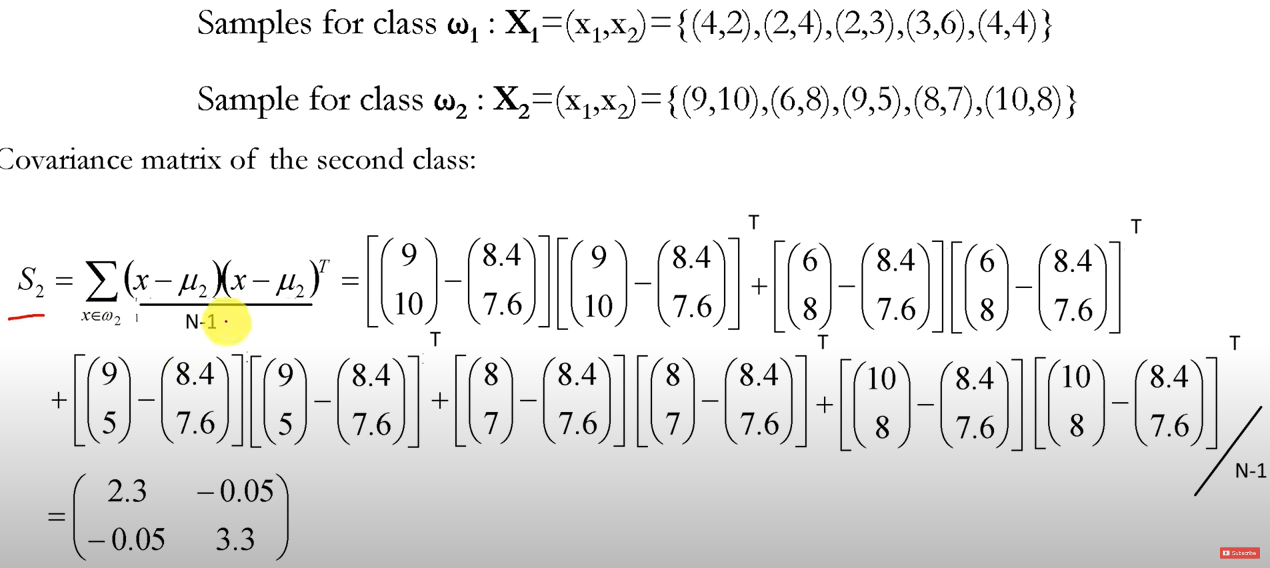 Samples for class ω₁ : X₁=(x₁,x₂)={(4,2),(2,4),(2,3),(3,6),(4,4)}
Sample for class ω₂ : X₂=(x₁,x₂)={(9,10),(6,8),(9,5),(8,7),(10,8)}
Covariance matrix of the second class:
S₂ = ∑_{x∈ω₂} (x − μ₂)(x − μ₂)ᵀ / N-1 = [(9 10) − (8.4 7.6)][(9 10) − (8.4 7.6)]ᵀ + [(6 8) − (8.4 7.6)][(6 8) − (8.4 7.6)]ᵀ
+ [(9 5) − (8.4 7.6)][(9 5) − (8.4 7.6)]ᵀ + [(8 7) − (8.4 7.6)][(8 7) − (8.4 7.6)]ᵀ + [(10 8) − (8.4 7.6)][(10 8) − (8.4 7.6)]ᵀ / N-1
= (2.3 −0.05
−0.05 3.3)
Subscribe